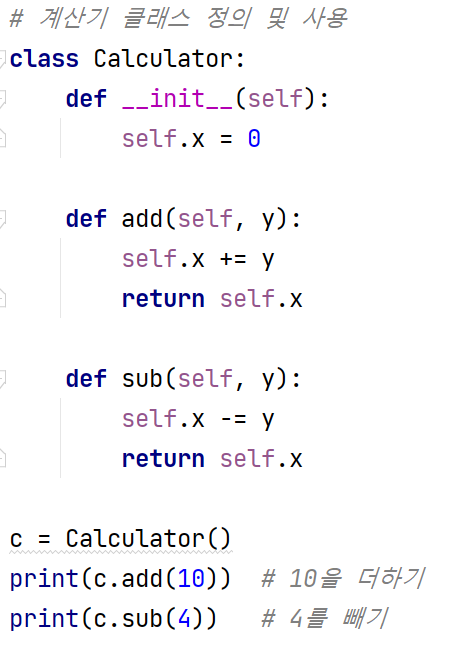 # 계산기 클래스 정의 및 사용
class Calculator:
    def __init__(self):
        self.x = 0
    def add(self, y):
        self.x += y
        return self.x
    def sub(self, y):
        self.x -= y
        return self.x
c = Calculator()
print(c.add(10))  # 10을 더하기
print(c.sub(4))   # 4를 빼기